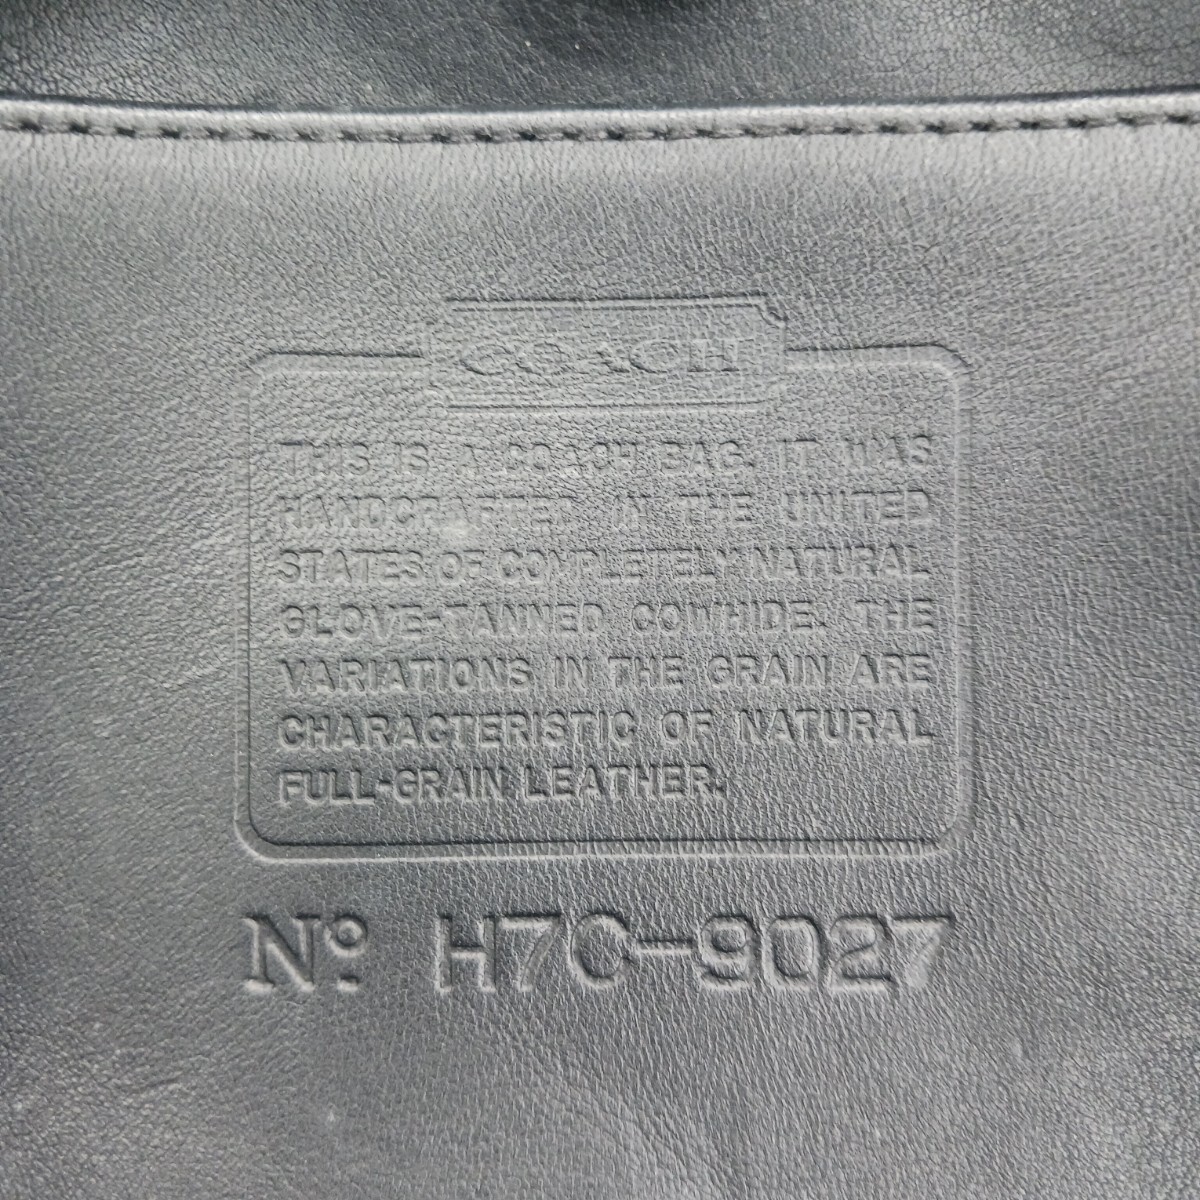 COACH
THIS IS A COACH BAG. IT WAS
HANDCRAFTED IN THE UNITED
STATES OF COMPLETELY NATURAL
GLOVE-TANNED COWHIDE. THE
VARIATIONS IN THE GRAIN ARE
CHARACTERISTIC OF NATURAL
FULL-GRAIN LEATHER.
Nº H7C-9027